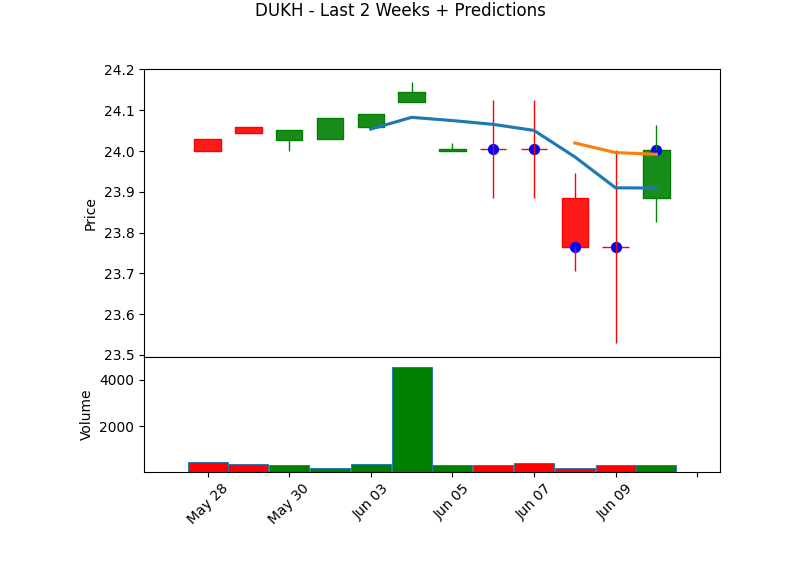 DUKH - Last 2 Weeks + Predictions
24.2
24.1
24.0
23.9
23.8
23.7
23.6
23.5
Price
4000
2000
Volume
May 28
May 30
Jun 03
Jun 05
Jun 07
Jun 09